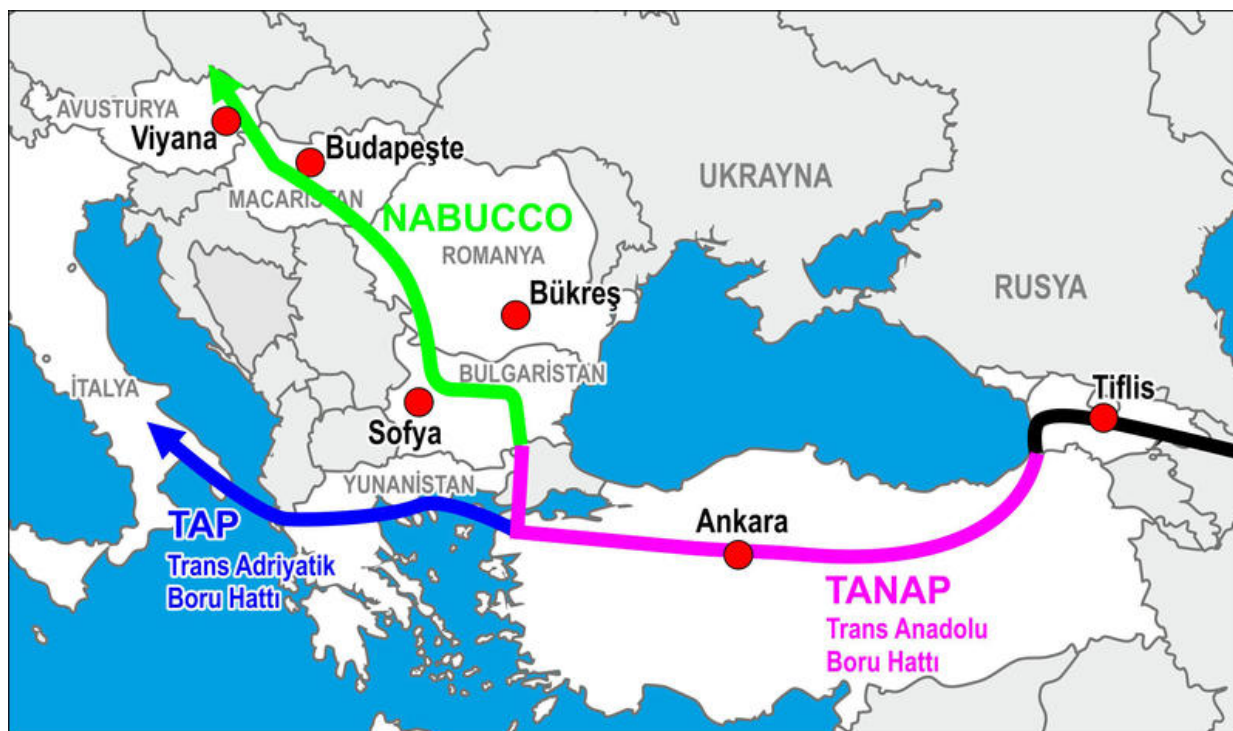 AVUSTURYA
Viyana
Budapeşte
MACARİSTAN
UKRAYNA
NABUCCO
ROMANYA
RUSYA
Bükreş
İTALYA
BULGARİSTAN
Tiflis
Sofya
YUNANİSTAN
TAP
Trans Adriyatik
Boru Hattı
Ankara
TANAP
Trans Anadolu
Boru Hattı